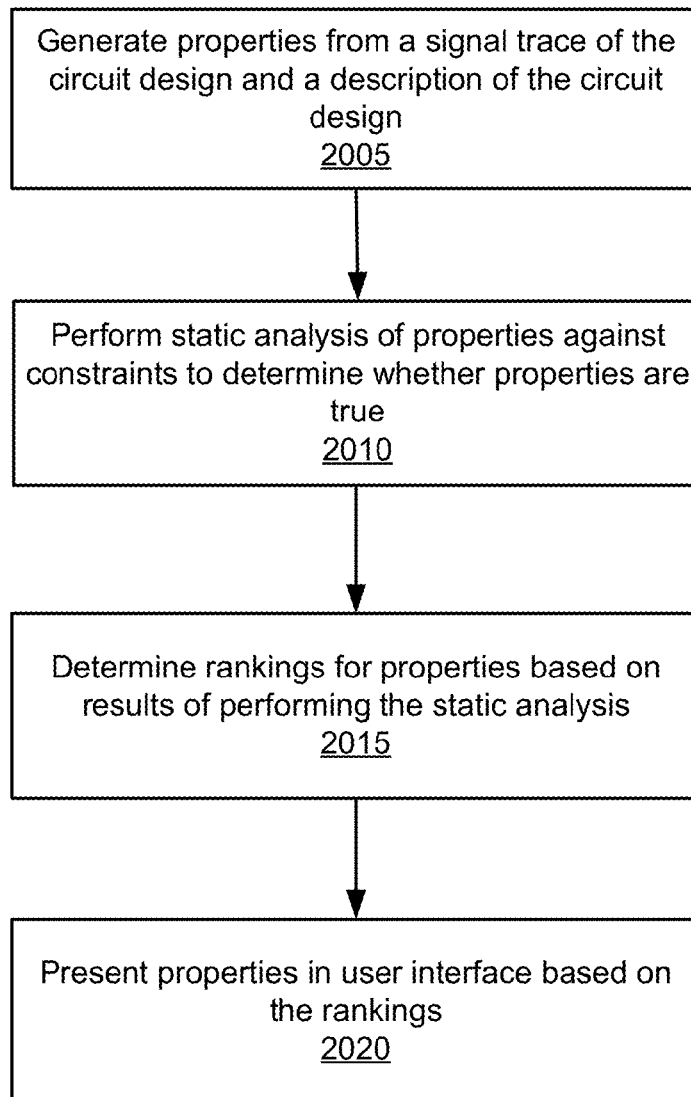 Generate properties from a signal trace of the
circuit design and a description of the circuit
design
2005
Perform static analysis of properties against
constraints to determine whether properties are
true
2010
Determine rankings for properties based on
results of performing the static analysis
2015
Present properties in user interface based on
the rankings
2020